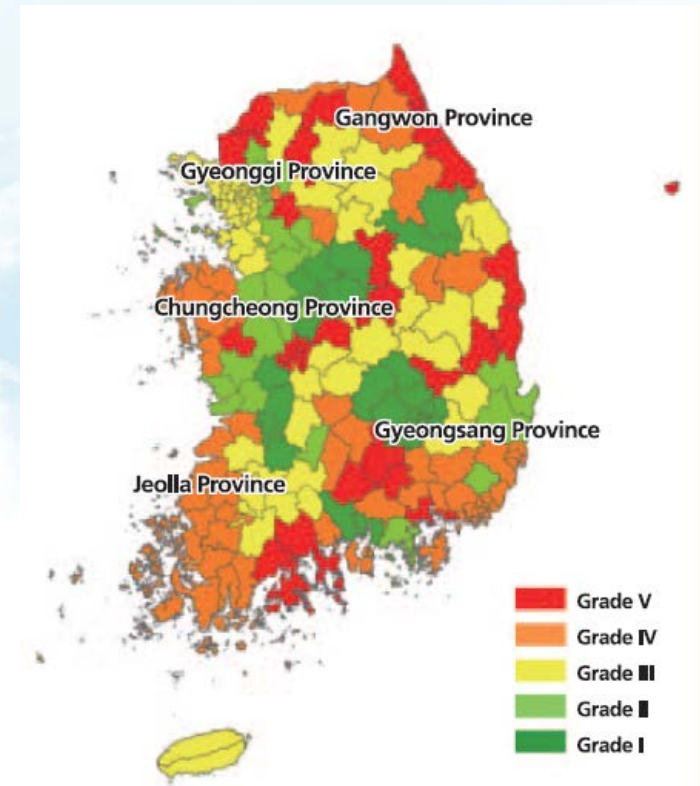 Gangwon Province
Gyeonggi Province
Chungcheong Province
Gyeongsang Province
Jeolla Province
Grade Ⅴ
Grade Ⅳ
Grade Ⅲ
Grade Ⅱ
Grade Ⅰ